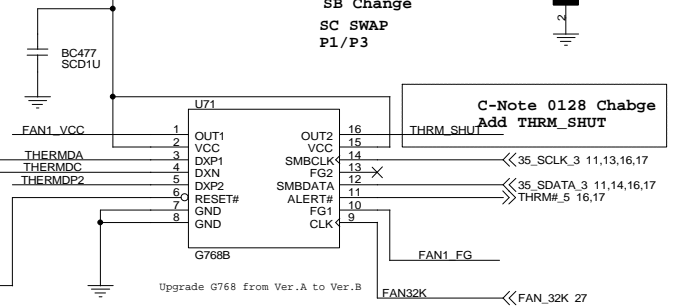 SB Change
SC SWAP
P1/P3
2
BC477
SCD1U
C-Note 0128 Chabge
Add THRM_SHUT
U71
FAN1_VCC 1 OUT1 OUT2 16 THRM_SHUT
2 VCC VCC 15
THERMDA 3 DXP1 SMBCLK 14 35_SCLK_3 11,13,16,17
THERMDC 4 DXN FG2 13
THERMDP2 5 DXP2 SMBDATA 12 35_SDATA_3 11,14,16,17
6 RESET# ALERT# 11 THRM#_5 16,17
7 GND FG1 10
8 GND CLK 9
G768B
FAN1_FG
Upgrade G768 from Ver.A to Ver.B
FAN32K
FAN_32K 27